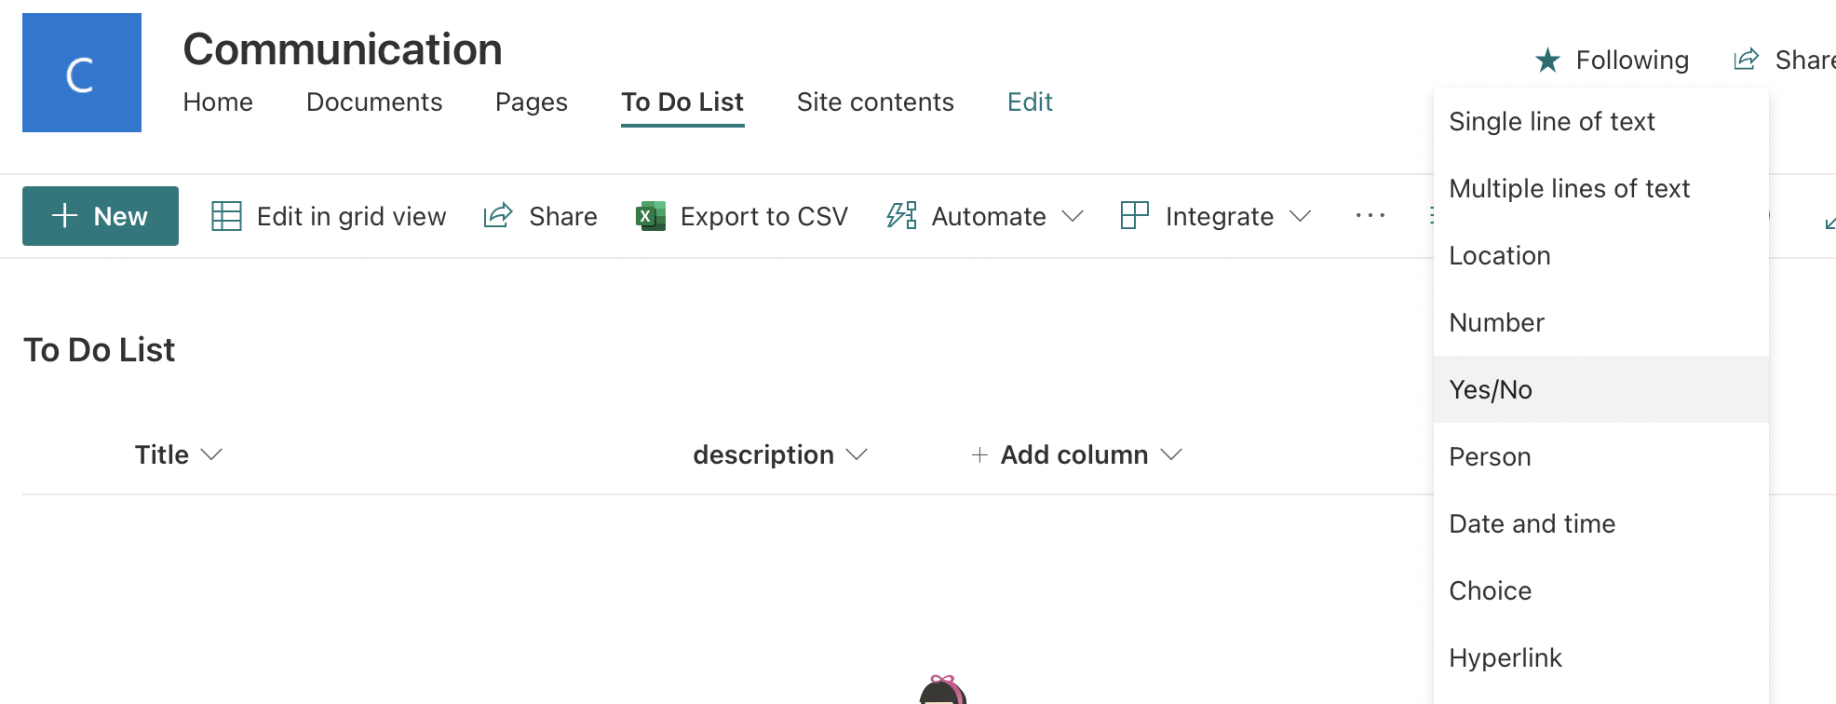 C
Communication
Following
Share
Home Documents Pages To Do List Site contents Edit
New
Edit in grid view
Share
Export to CSV
Automate
Integrate
To Do List
Title
description
Add column
Single line of text
Multiple lines of text
Location
Number
Yes/No
Person
Date and time
Choice
Hyperlink